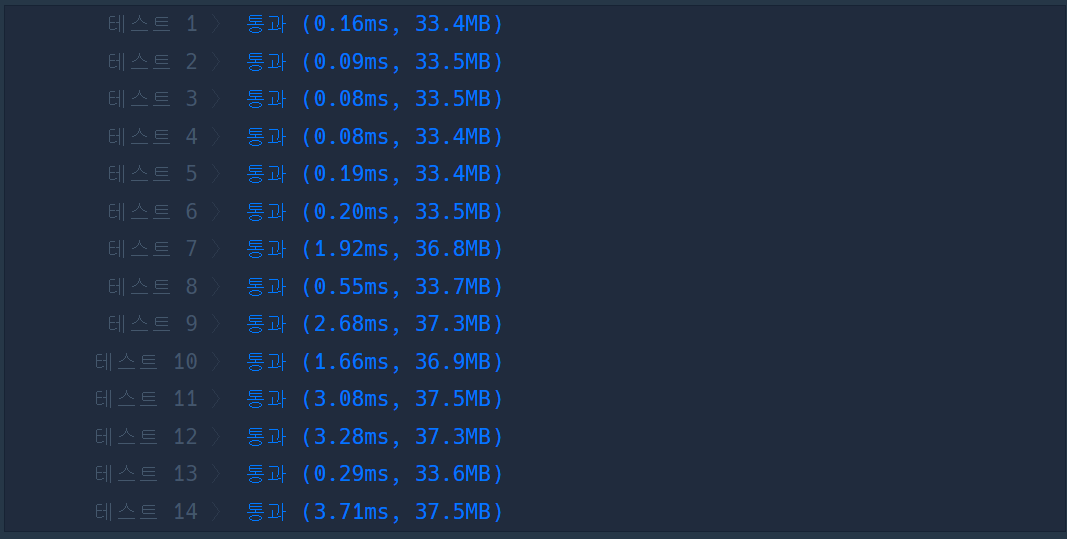 테스트 1 〉 통과 (0.16ms, 33.4MB)
테스트 2 〉 통과 (0.09ms, 33.5MB)
테스트 3 〉 통과 (0.08ms, 33.5MB)
테스트 4 〉 통과 (0.08ms, 33.4MB)
테스트 5 〉 통과 (0.19ms, 33.4MB)
테스트 6 〉 통과 (0.20ms, 33.5MB)
테스트 7 〉 통과 (1.92ms, 36.8MB)
테스트 8 〉 통과 (0.55ms, 33.7MB)
테스트 9 〉 통과 (2.68ms, 37.3MB)
테스트 10 〉 통과 (1.66ms, 36.9MB)
테스트 11 〉 통과 (3.08ms, 37.5MB)
테스트 12 〉 통과 (3.28ms, 37.3MB)
테스트 13 〉 통과 (0.29ms, 33.6MB)
테스트 14 〉 통과 (3.71ms, 37.5MB)